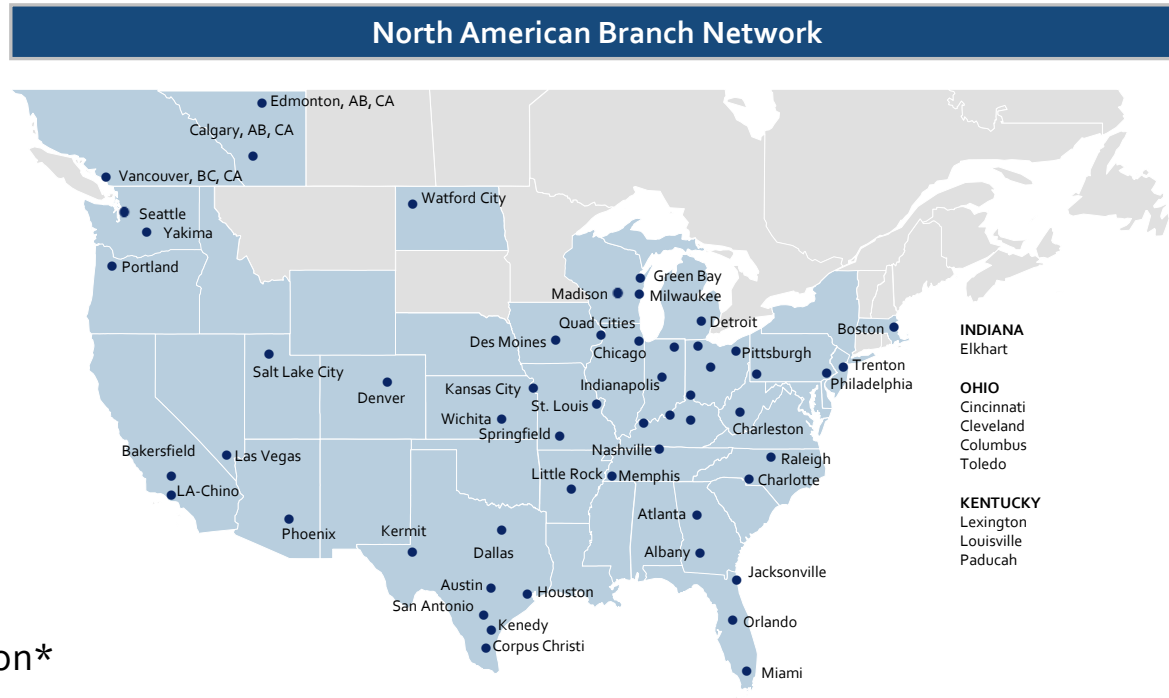 North American Branch Network
Edmonton, AB, CA
Calgary, AB, CA
Vancouver, BC, CA
Watford City
Seattle
Yakima
Portland
Green Bay
Madison
Milwaukee
Quad Cities
Detroit
Boston
Des Moines
Chicago
Pittsburgh
Trenton
Salt Lake City
Denver
Kansas City
Indianapolis
Philadelphia
St. Louis
Wichita
Springfield
Charleston
Nashville
Bakersfield
Las Vegas
Raleigh
Little Rock
Memphis
Charlotte
LA-Chino
Atlanta
Phoenix
Kermit
Dallas
Albany
Jacksonville
Austin
Houston
San Antonio
Kenedy
Orlando
Corpus Christi
Miami
INDIANA
Elkhart
OHIO
Cincinnati
Cleveland
Columbus
Toledo
KENTUCKY
Lexington
Louisville
Paducah
on*